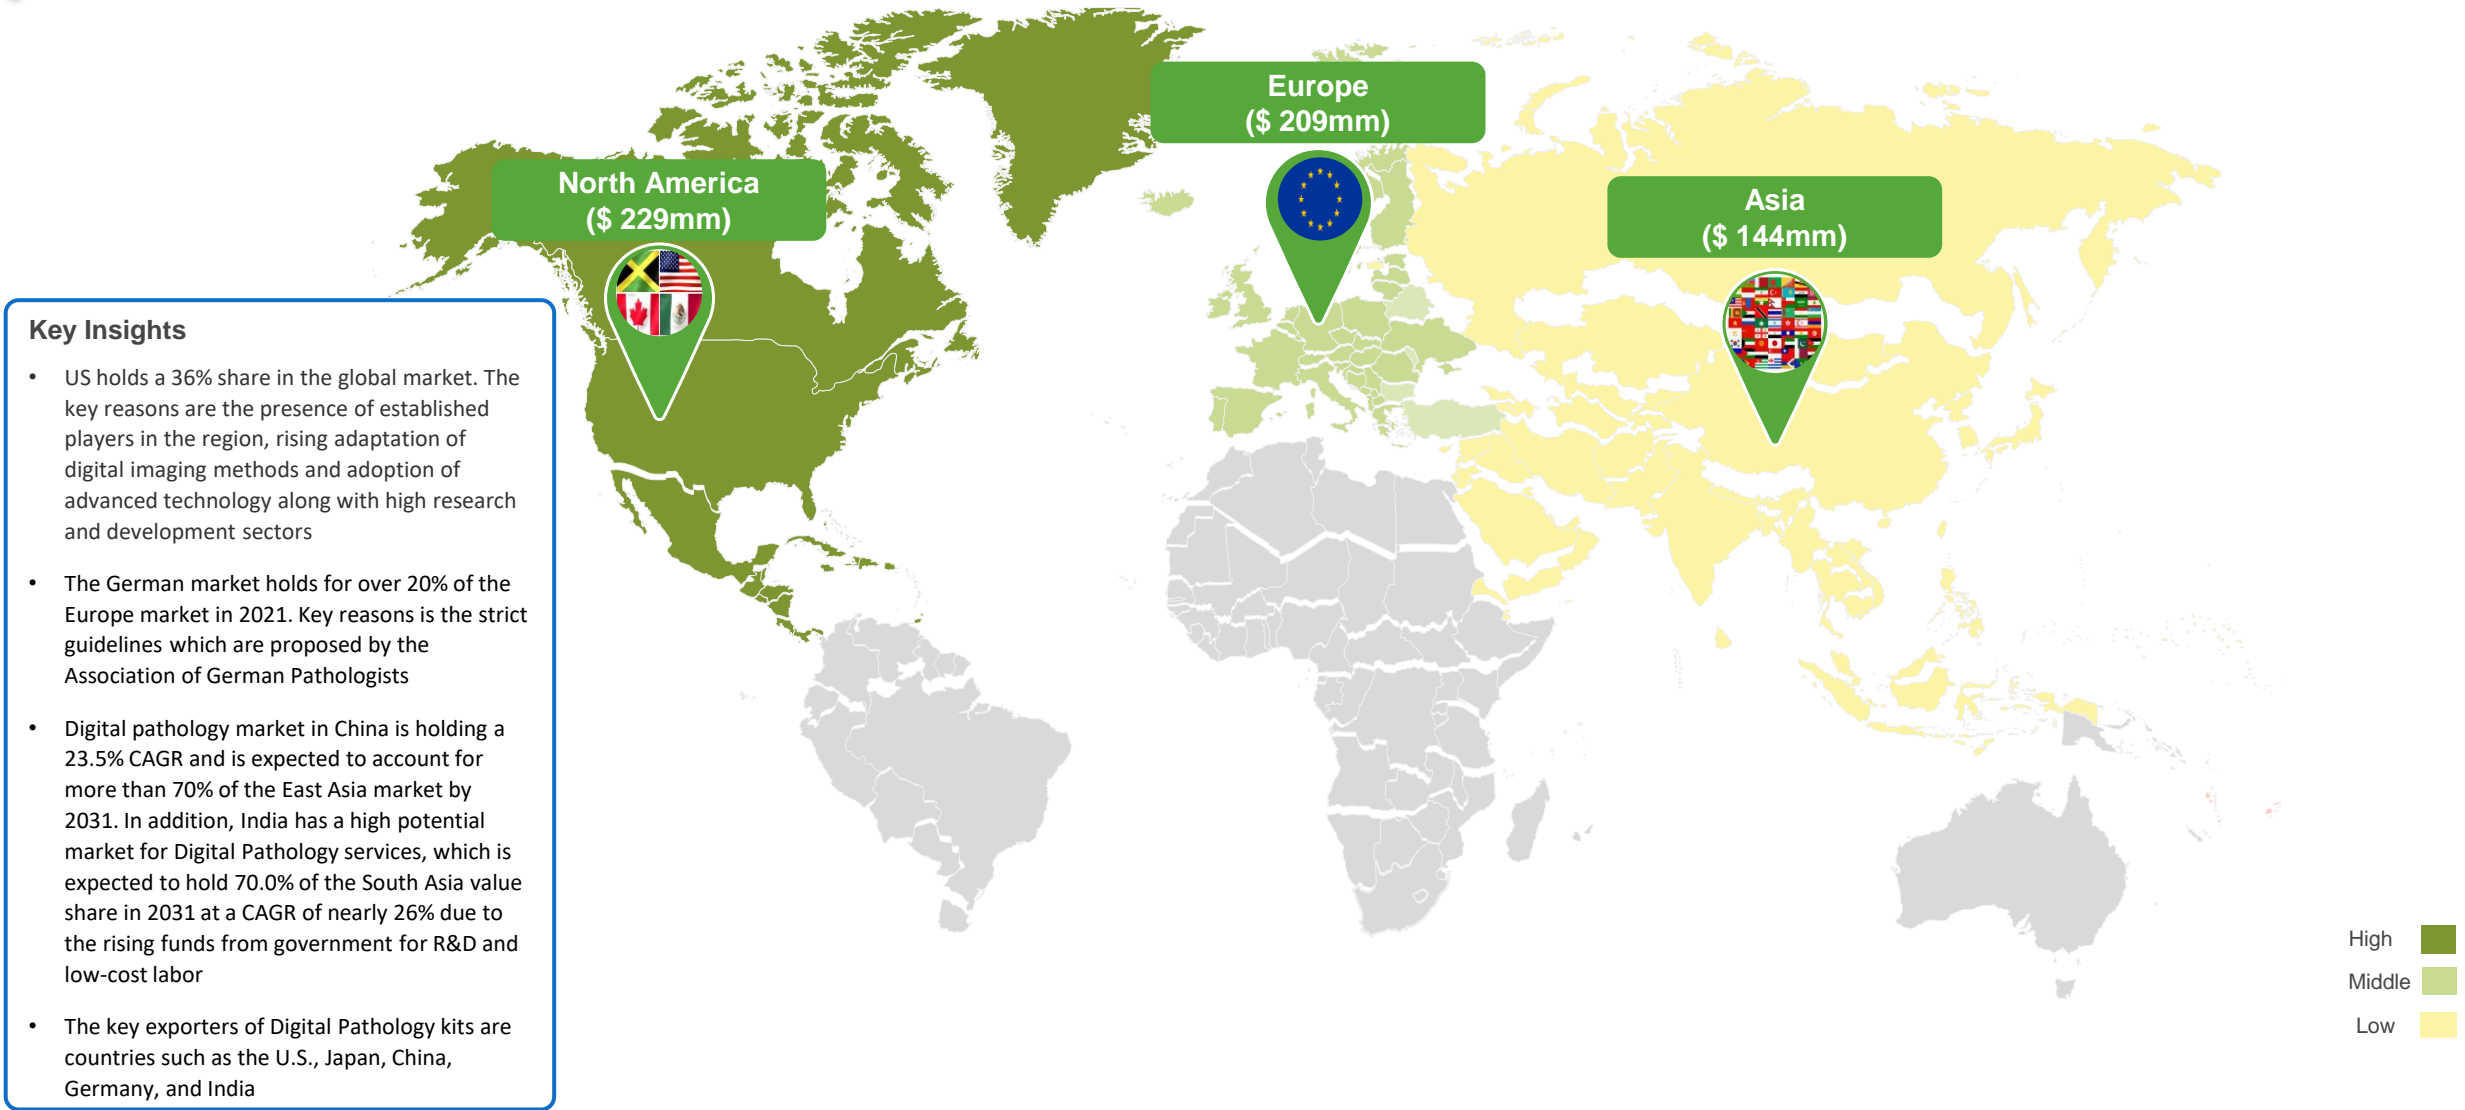 Europe
($ 209mm)
North America
($ 229mm)
Asia
($ 144mm)
Key Insights
• US holds a 36% share in the global market. The
key reasons are the presence of established
players in the region, rising adaptation of
digital imaging methods and adoption of
advanced technology along with high research
and development sectors
• The German market holds for over 20% of the
Europe market in 2021. Key reasons is the strict
guidelines which are proposed by the
Association of German Pathologists
• Digital pathology market in China is holding a
23.5% CAGR and is expected to account for
more than 70% of the East Asia market by
2031. In addition, India has a high potential
market for Digital Pathology services, which is
expected to hold 70.0% of the South Asia value
share in 2031 at a CAGR of nearly 26% due to
the rising funds from government for R&D and
low-cost labor
• The key exporters of Digital Pathology kits are
countries such as the U.S., Japan, China,
Germany, and India
High
Middle
Low